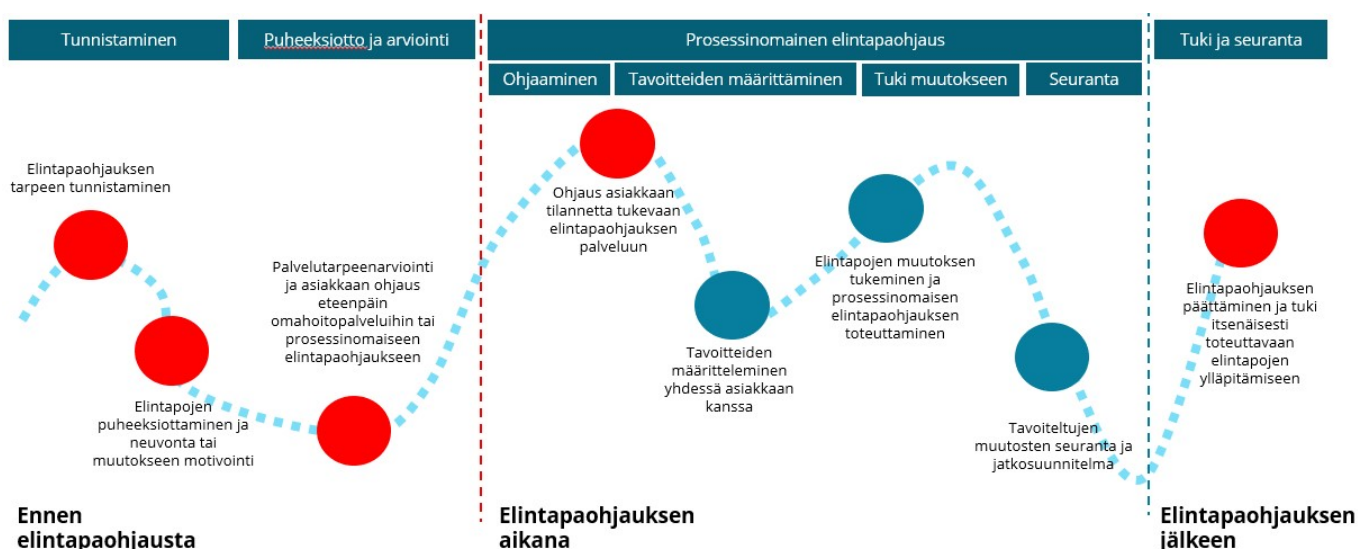 Tunnistaminen
Puheeksiotto ja arviointi
Prosessinomainen elintapaohjaus
Tuki ja seuranta
Ohjaaminen
Tavoitteiden määrittäminen
Tuki muutokseen
Seuranta
Elintapaohjauksen
tarpeen tunnistaminen
Elintapojen
puheeksiottaminen ja
neuvonta tai
muutokseen motivointi
Palvelutarpeenarviointi
ja asiakkaan ohjaus
eteenpäin
omahoitopalveluihin tai
prosessinomaiseen
elintapaohjaukseen
Ohjaus asiakkaan
tilannetta tukevaan
elintapaohjauksen
palveluun
Tavoitteiden
määritteleminen
yhdessä asiakkaan
kanssa
Elintapojen muutoksen
tukeminen ja
prosessinomaisen
elintapaohjauksen
toteuttaminen
Tavoiteltujen
muutosten seuranta ja
jatkosuunnitelma
Elintapaohjauksen
päättäminen ja tuki
itsenäisesti
toteuttavaan
elintapojen
ylläpitämiseen
Ennen
elintapaohjausta
Elintapaohjauksen
aikana
Elintapaohjauksen
jälkeen